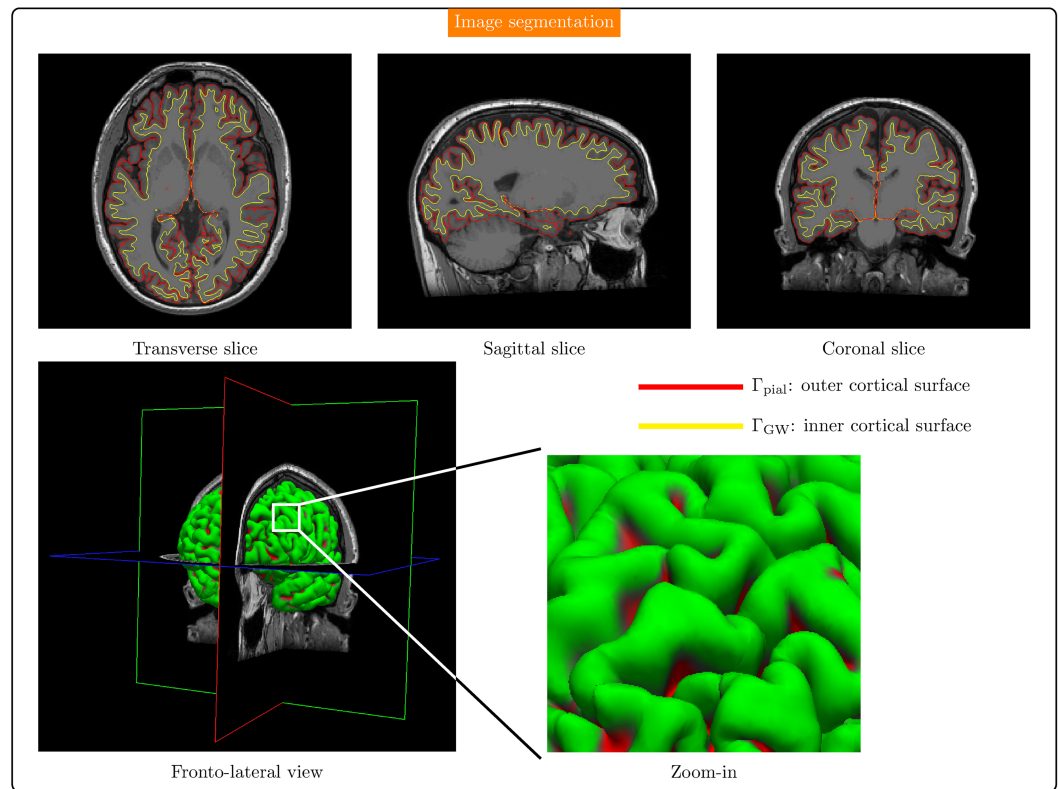 Image segmentation
Transverse slice
Sagittal slice
Coronal slice
Γpial: outer cortical surface
ΓGW: inner cortical surface
Fronto-lateral view
Zoom-in